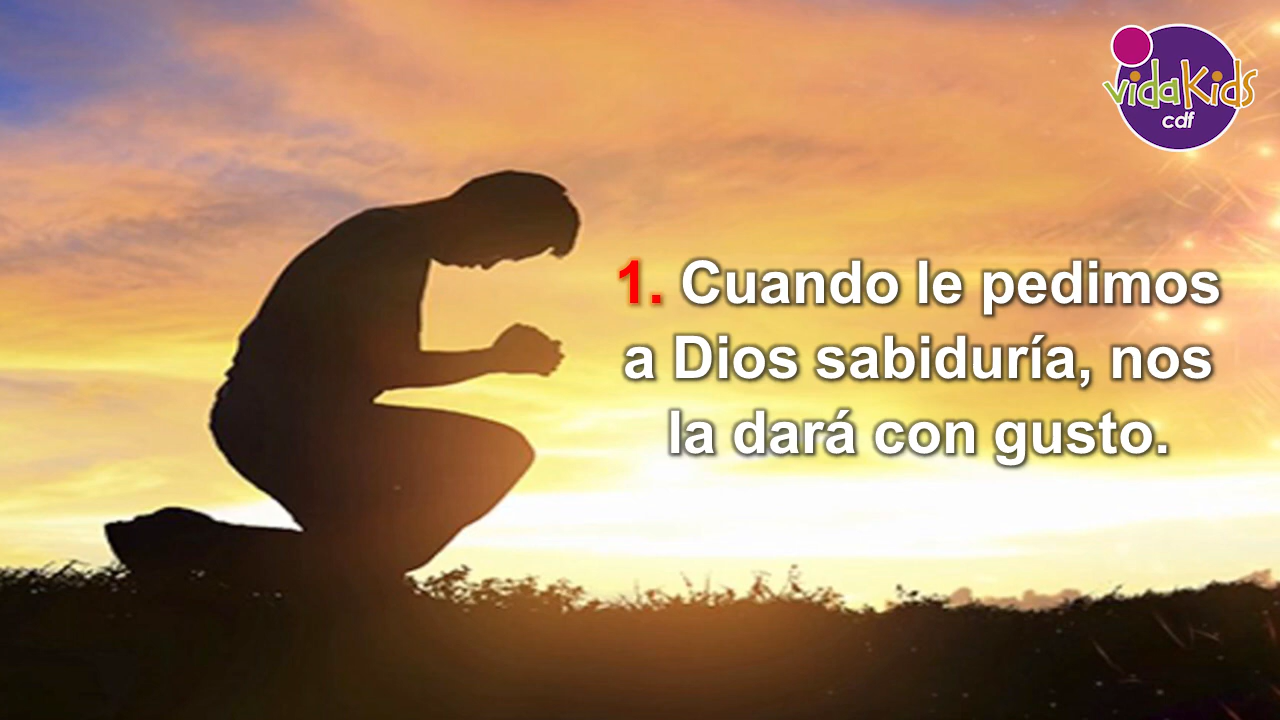 vidaKids
cdf
1. Cuando le pedimos
a Dios sabiduría, nos
la dará con gusto.